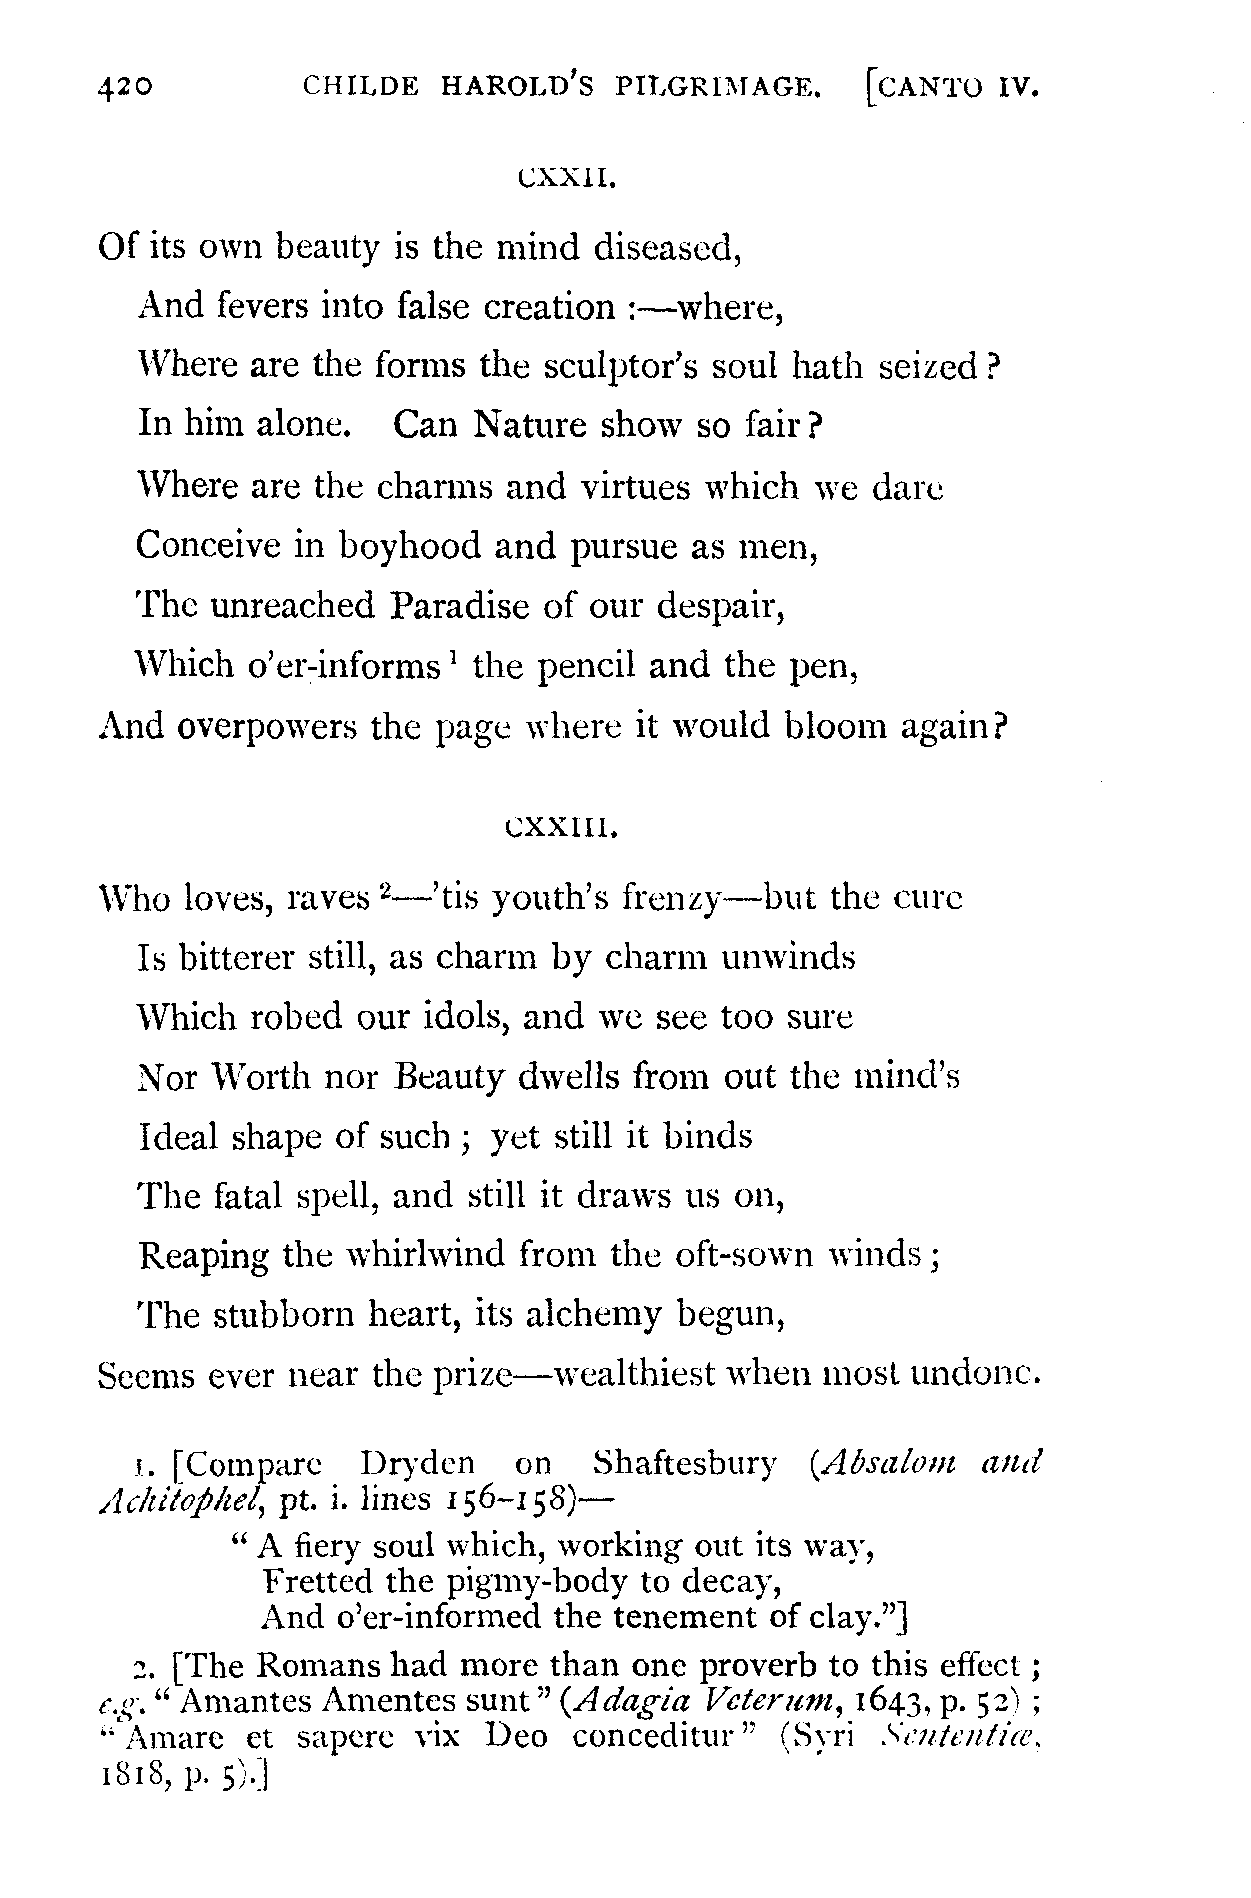 420 CHILDE HAROLD'S PILGRIMAGE. [CANTO IV.
CXXII.
Of its own beauty is the mind diseased,
And fevers into false creation :—where,
Where are the forms the sculptor's soul hath seized?
In him alone. Can Nature show so fair?
Where are the charms and virtues which we dare
Conceive in boyhood and pursue as men,
The unreached Paradise of our despair,
Which o'er-informs¹ the pencil and the pen,
And overpowers the page where it would bloom again?
CXXIII.
Who loves, raves²—'tis youth's frenzy—but the cure
Is bitterer still, as charm by charm unwinds
Which robed our idols, and we see too sure
Nor Worth nor Beauty dwells from out the mind's
Ideal shape of such ; yet still it binds
The fatal spell, and still it draws us on,
Reaping the whirlwind from the oft-sown winds ;
The stubborn heart, its alchemy begun,
Seems ever near the prize—wealthiest when most undone.
1. [Compare Dryden on Shaftesbury (Absalom and
Achitophel, pt. i. lines 156–158)—
" A fiery soul which, working out its way,
Fretted the pigmy-body to decay,
And o'er-informed the tenement of clay."]
2. [The Romans had more than one proverb to this effect ;
e.g. " Amantes Amentes sunt " (Adagia Veterum, 1643, p. 52) ;
" Amare et sapere vix Deo conceditur " (Syri Sententiæ,
1818, p. 5).]